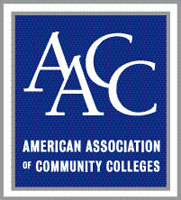 AACC
AMERICAN ASSOCIATION
OF COMMUNITY COLLEGES